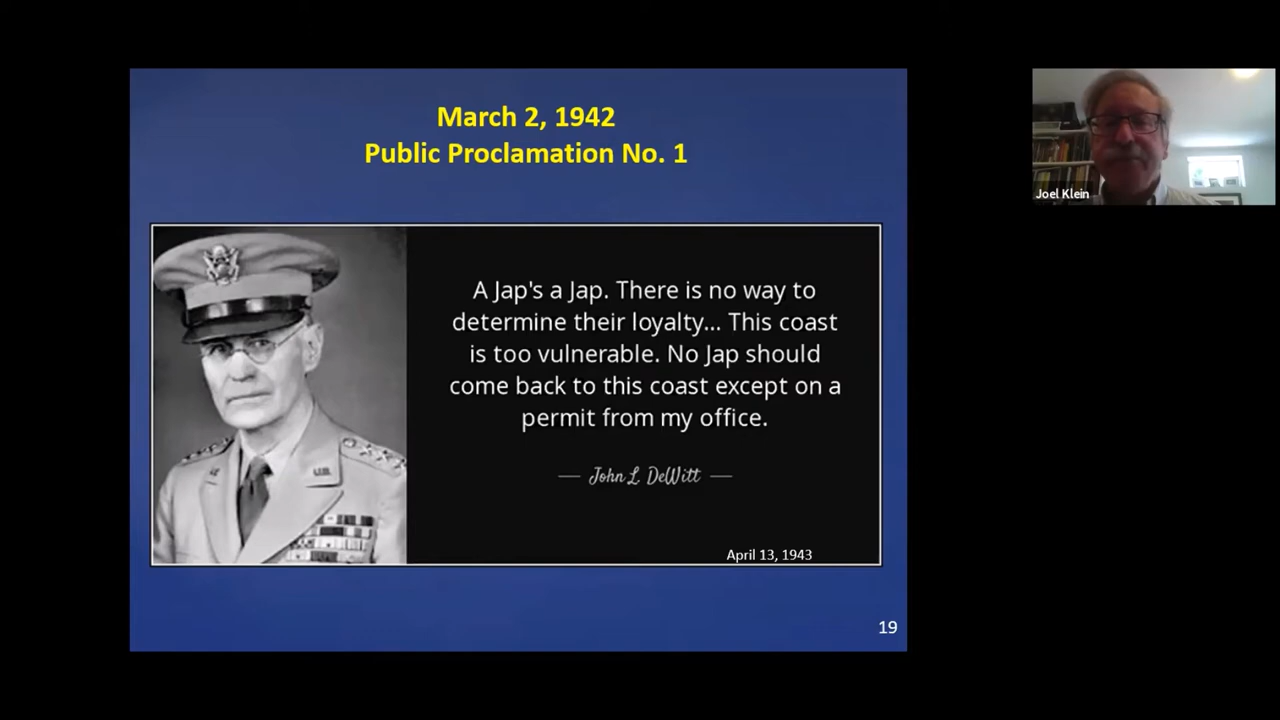 March 2, 1942
Public Proclamation No. 1
A Jap's a Jap. There is no way to
determine their loyalty... This coast
is too vulnerable. No Jap should
come back to this coast except on a
permit from my office.
— John L. DeWitt —
April 13, 1943
19
Joel Klein